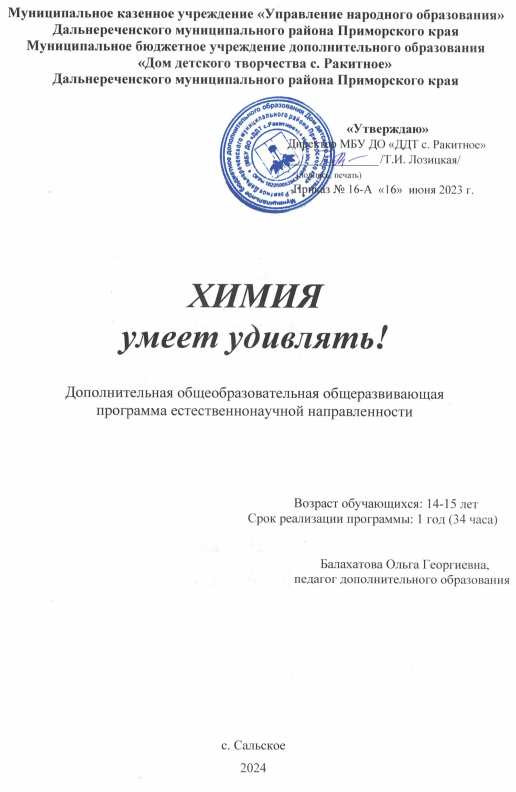 Муниципальное казенное учреждение «Управление народного образования»
Дальнереченского муниципального района Приморского края
Муниципальное бюджетное учреждение дополнительного образования
«Дом детского творчества с. Ракитное»
Дальнереченского муниципального района Приморского края
«Утверждаю»
Директор МБУ ДО «ДДТ с. Ракитное»
/Т.И. Лозицкая/
печать)
Приказ № 16-А «16» июня 2023 г.
ХИМИЯ
умеет удивлять!
Дополнительная общеобразовательная общеразвивающая
программа естественнонаучной направленности
Возраст обучающихся: 14-15 лет
Срок реализации программы: 1 год (34 часа)
Балахатова Ольга Георгиевна,
педагог дополнительного образования
с. Сальское
2024